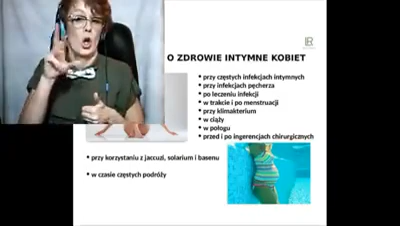 O ZDROWIE INTYMNE KOBIET
• przy częstych infekcjach intymnych
• przy infekcjach pęcherza
• po leczeniu infekcji
• w trakcie i po menstruacji
• przy klimakterium
• w ciąży
• w połogu
• przed i po ingerencjach chirurgicznych
• przy korzystaniu z jaccuzi, solarium i basenu
• w czasie częstych podróży
LR